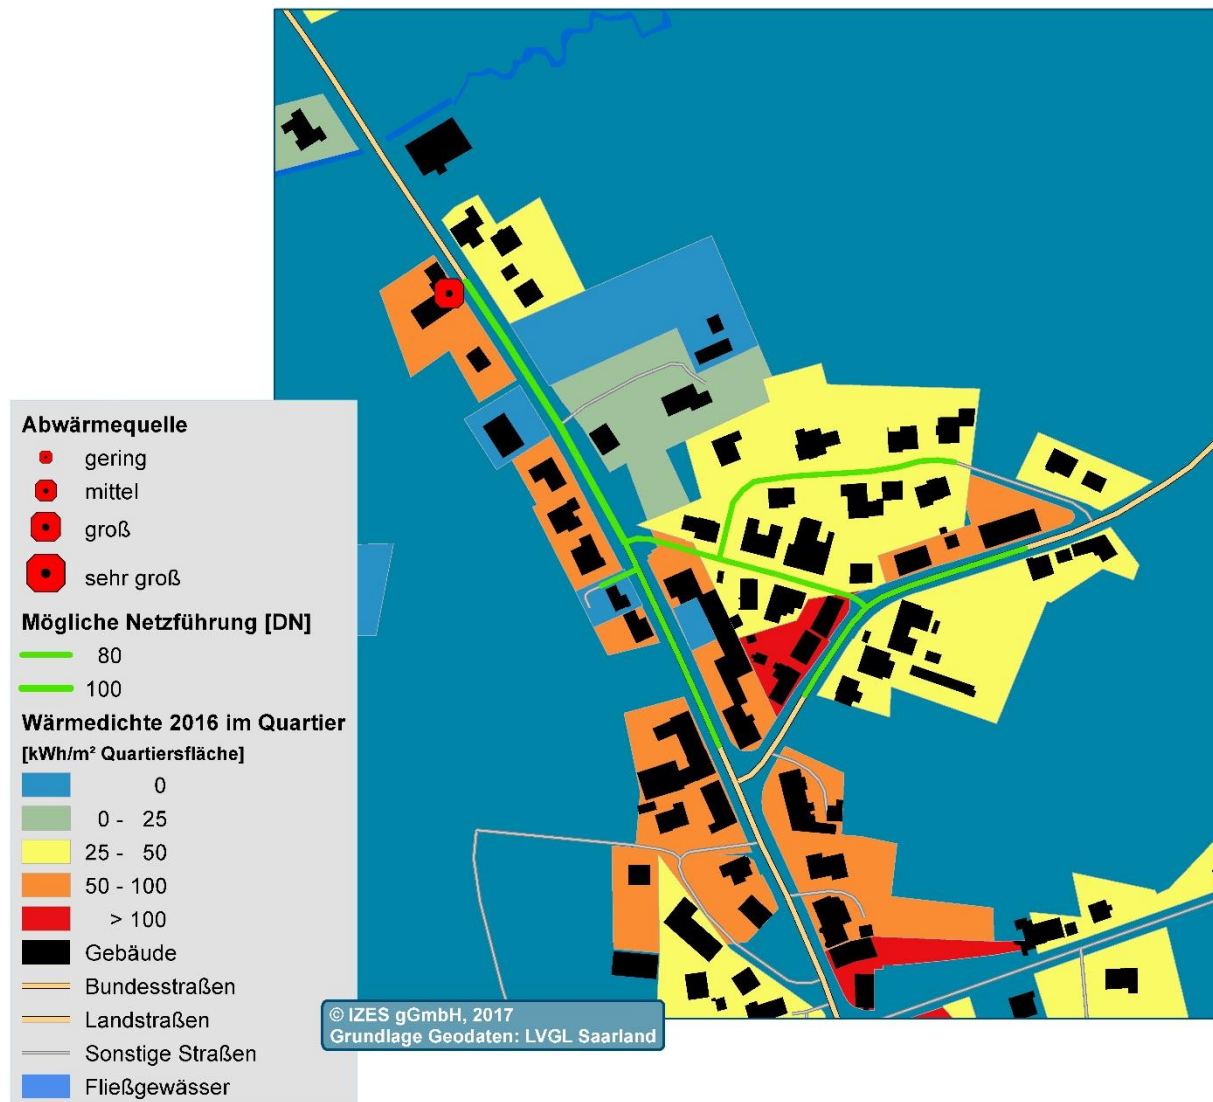 Abwärmequelle
gering
mittel
groß
sehr groß
Mögliche Netzführung [DN]
80
100
Wärmedichte 2016 im Quartier
[kWh/m² Quartiersfläche]
0
0 - 25
25 - 50
50 - 100
> 100
Gebäude
Bundesstraßen
Landstraßen
Sonstige Straßen
Fließgewässer
© IZES gGmbH, 2017
Grundlage Geodaten: LVGL Saarland